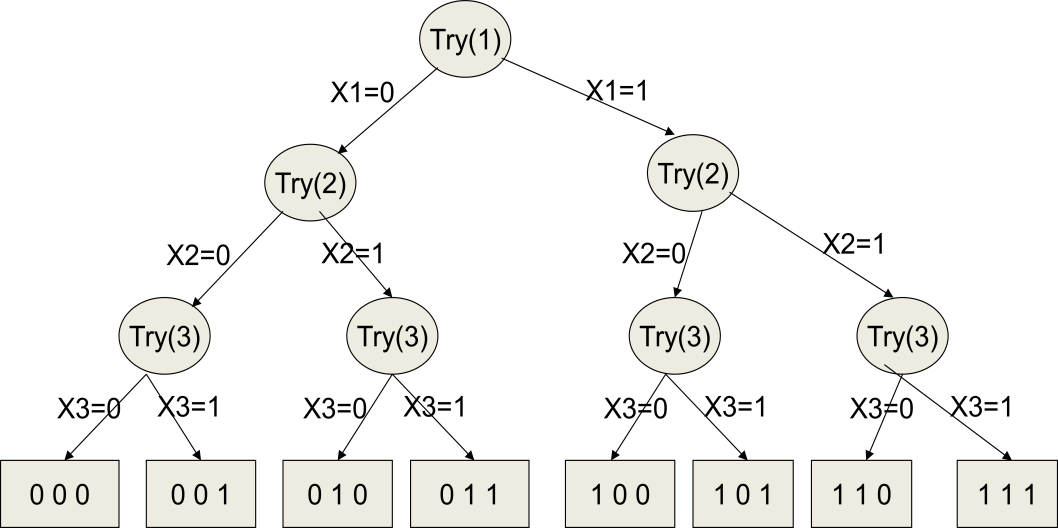 Try(1)
X1=0
X1=1
Try(2)
Try(2)
X2=0
X2=1
X2=0
X2=1
Try(3)
Try(3)
Try(3)
Try(3)
X3=0
X3=1
X3=0
X3=1
X3=0
X3=1
X3=0
X3=1
0 0 0
0 0 1
0 1 0
0 1 1
1 0 0
1 0 1
1 1 0
1 1 1